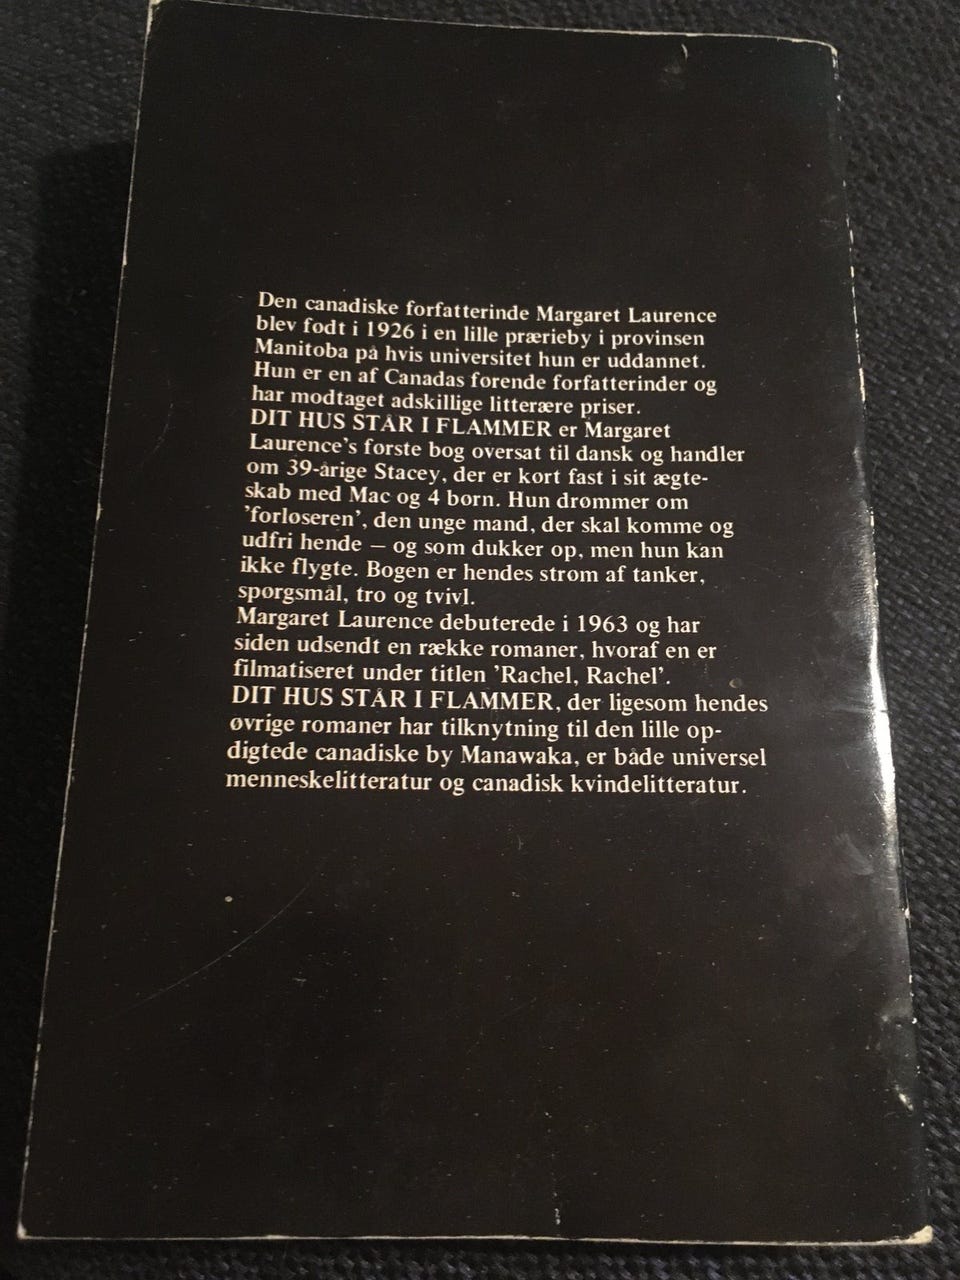 Den canadiske forfatterinde Margaret Laurence
blev født i 1926 i en lille prærieby i provinsen
Manitoba på hvis universitet hun er uddannet.
Hun er en af Canadas førende forfatterinder og
har modtaget adskillige litterære priser.
DIT HUS STÅR I FLAMMER er Margaret
Laurence's første bog oversat til dansk og handler
om 39-årige Stacey, der er kørt fast i sit ægte-
skab med Mac og 4 børn. Hun drømmer om
'forløseren', den unge mand, der skal komme og
udfri hende – og som dukker op, men hun kan
ikke flygte. Bogen er hendes strøm af tanker,
spørgsmål, tro og tvivl.
Margaret Laurence debuterede i 1963 og har
siden udsendt en række romaner, hvoraf en er
filmatiseret under titlen 'Rachel, Rachel'.
DIT HUS STÅR I FLAMMER, der ligesom hendes
øvrige romaner har tilknytning til den lille op-
digtede canadiske by Manawaka, er både universel
menneskelitteratur og canadisk kvindelitteratur.